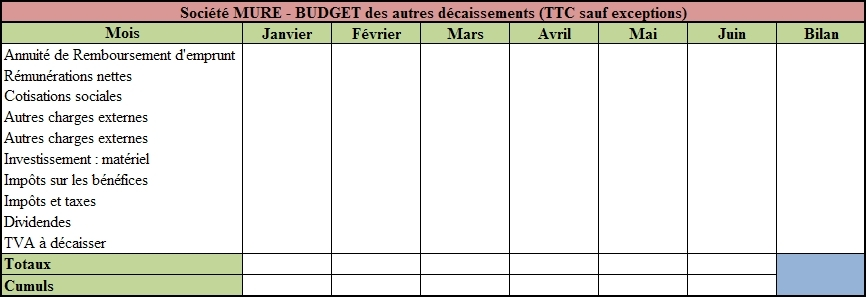 Société MURE - BUDGET des autres décaissements (TTC sauf exceptions)
Mois Janvier Février Mars Avril Mai Juin Bilan
Annuité de Remboursement d'emprunt
Rémunérations nettes
Cotisations sociales
Autres charges externes
Autres charges externes
Investissement : matériel
Impôts sur les bénéfices
Impôts et taxes
Dividendes
TVA à décaisser
Totaux
Cumuls